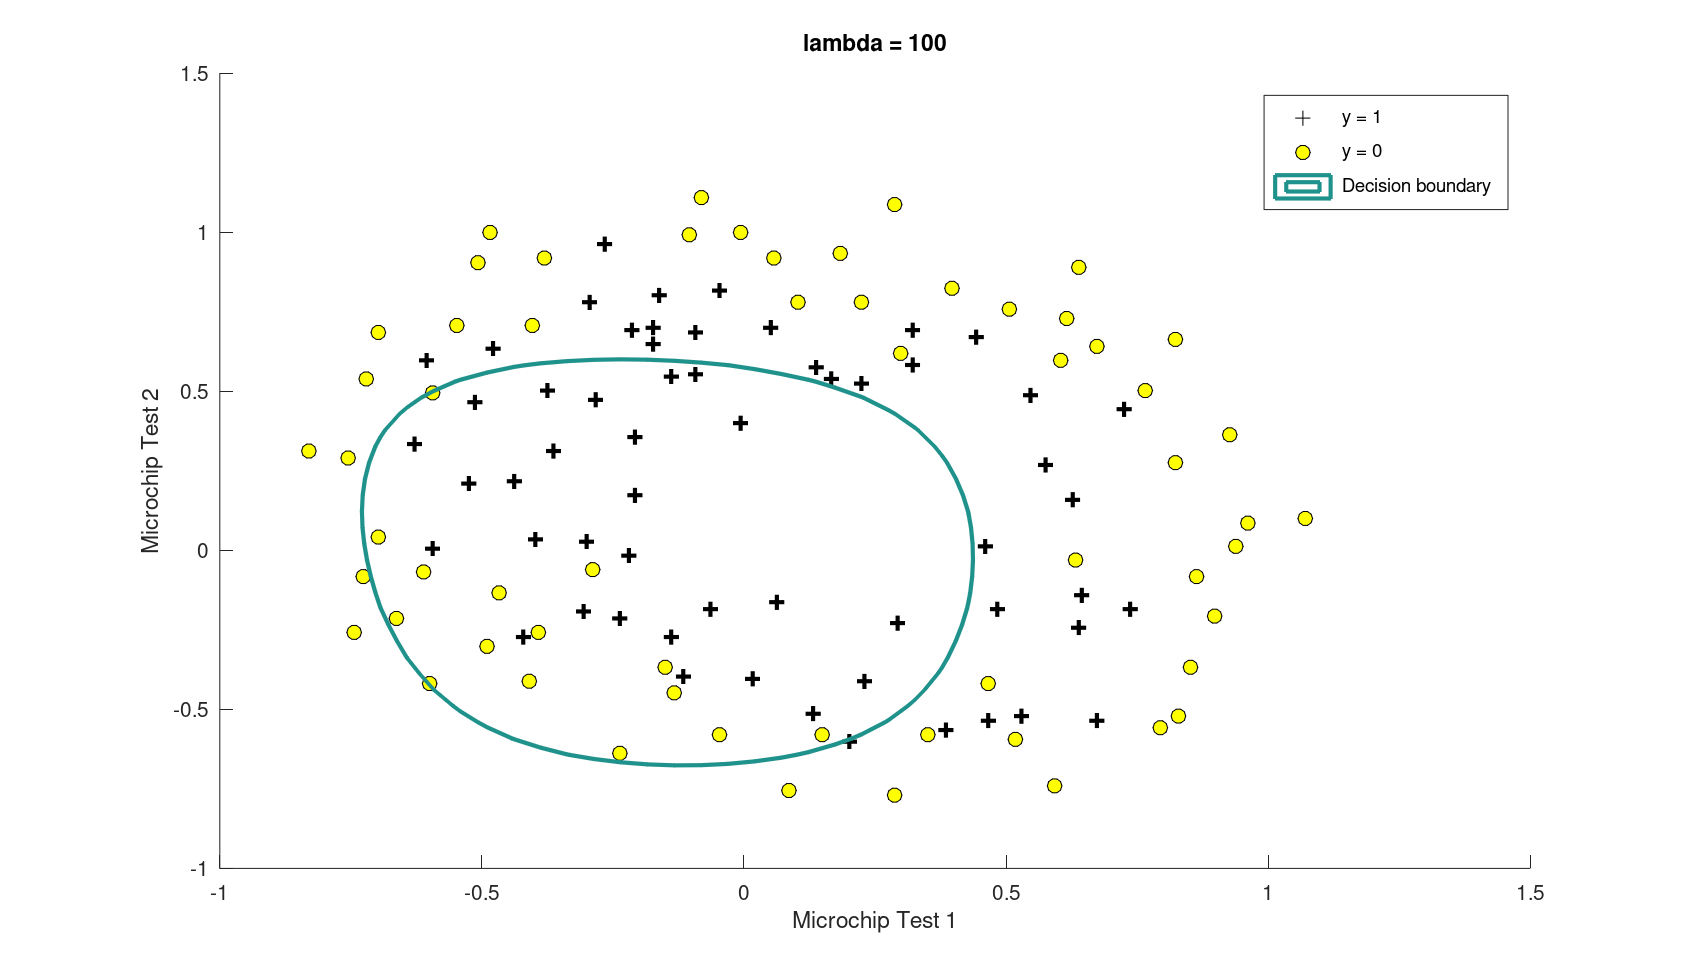 lambda = 100
1.5
1
0.5
0
-0.5
-1
Microchip Test 2
y = 1
y = 0
Decision boundary
-1
-0.5
0
0.5
1
1.5
Microchip Test 1